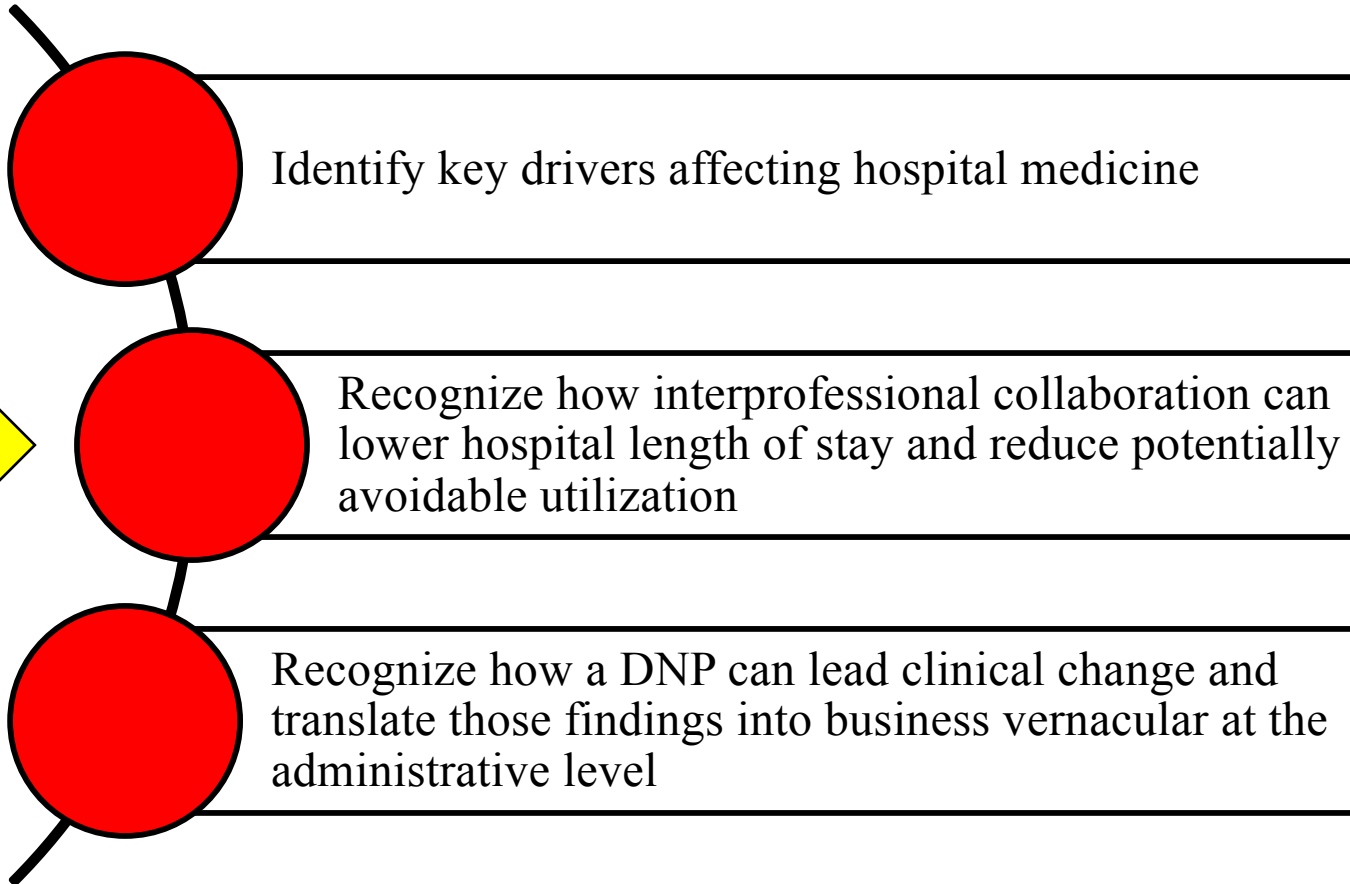 Identify key drivers affecting hospital medicine
Recognize how interprofessional collaboration can
lower hospital length of stay and reduce potentially
avoidable utilization
Recognize how a DNP can lead clinical change and
translate those findings into business vernacular at the
administrative level